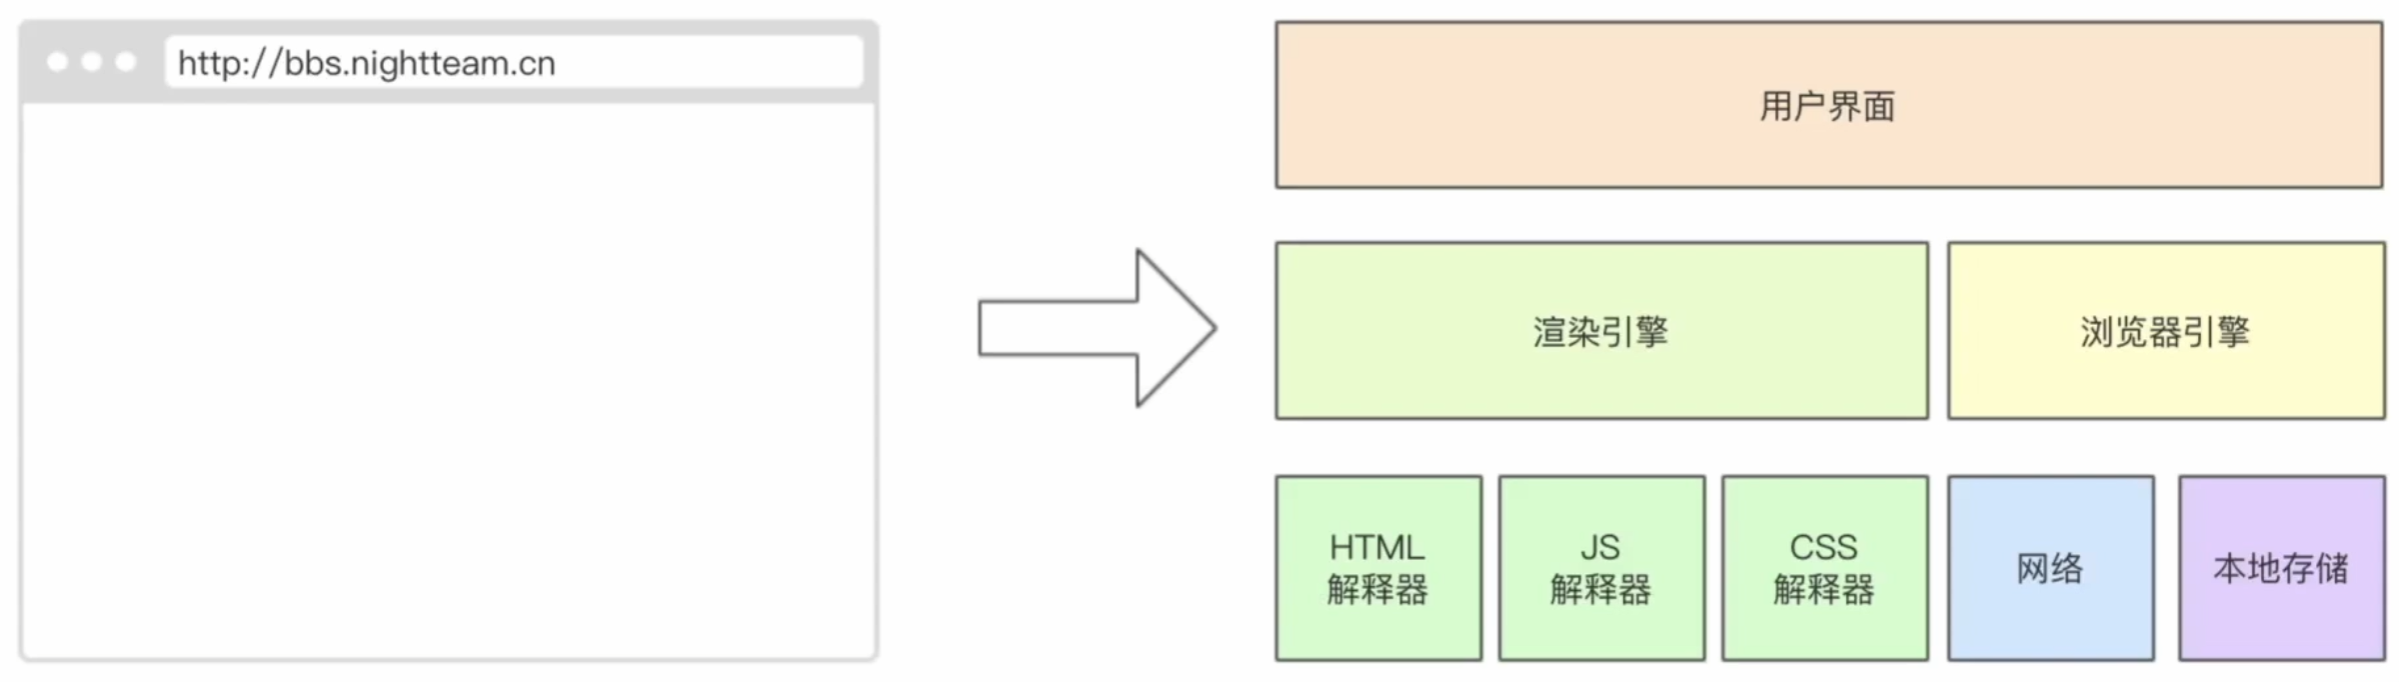 http://bbs.nightteam.cn
用户界面
渲染引擎
浏览器引擎
HTML
解释器
JS
解释器
CSS
解释器
网络
本地存储